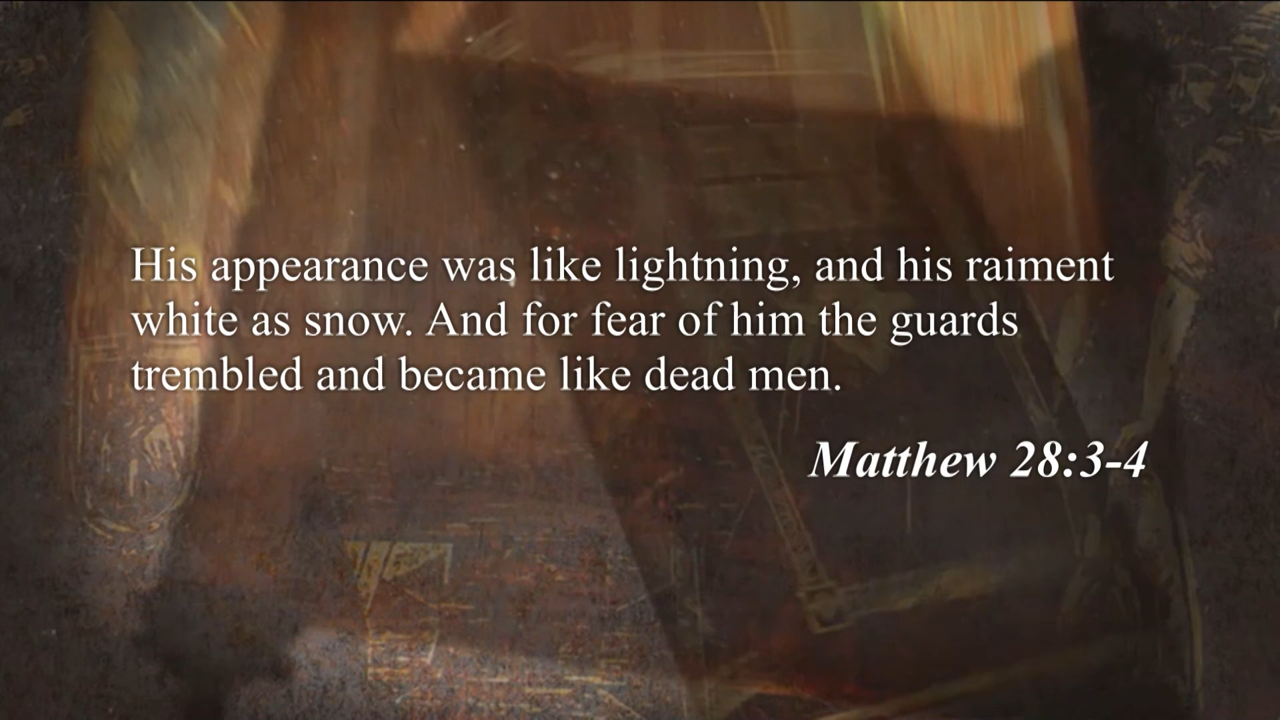 His appearance was like lightning, and his raiment
white as snow. And for fear of him the guards
trembled and became like dead men.
Matthew 28:3-4